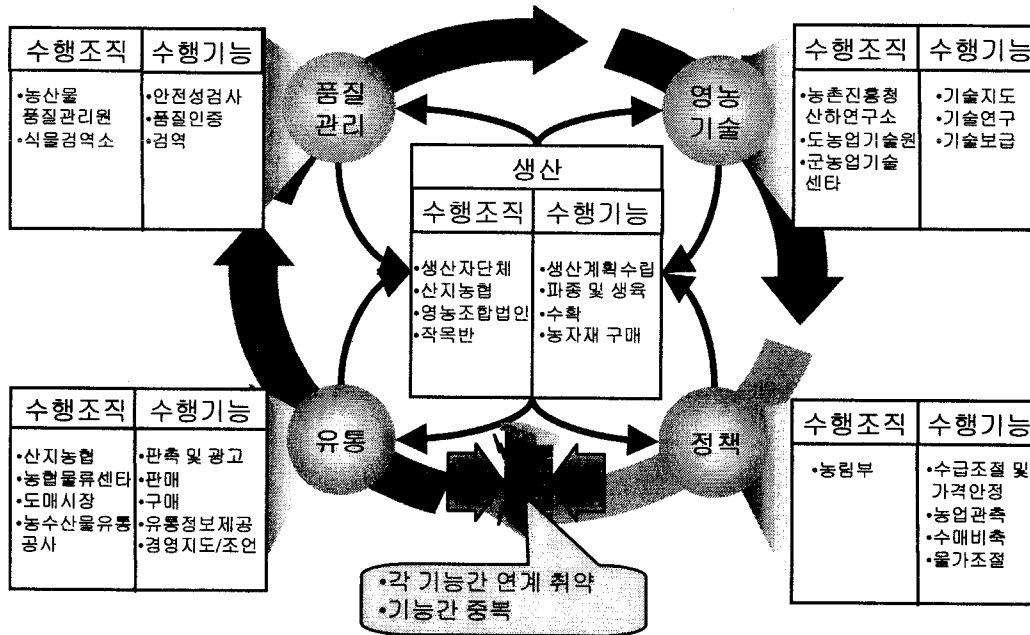 수행조직 수행기능
•농산물
품질관리원
•식물검역소
•안전성검사
•품질인증
•검역
품질
관리
영농
기술
수행조직 수행기능
•농촌진흥청
산하연구소
•도농업기술원
•군농업기술
센타
•기술지도
•기술연구
•기술보급
생산
수행조직 수행기능
•생산자단체
•산지농협
•영농조합법인
•작목반
•생산계획수립
•파종 및 생육
•수확
•농자재 구매
수행조직 수행기능
•산지농협
•농협물류센타
•도매시장
•농수산물유통
공사
•판촉 및 광고
•판매
•구매
•유통정보제공
•경영지도/조언
유통
정책
수행조직 수행기능
•농림부
•수급조절 및
가격안정
•농업관측
•수매비축
•물가조절
•각 기능간 연계 취약
•기능간 중복